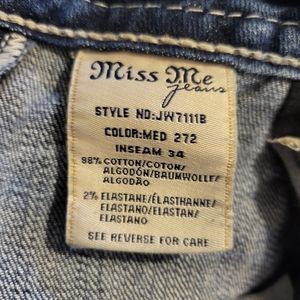 Miss Me
jeans
STYLE NO:JW7111B
COLOR:MED 272
INSEAM 34
98% COTTON/COTON/
ALGODÓN/BAUMWOLLE/
ALGODÃO
2% ELASTANE/ÉLASTHANNE/
ELASTANO/ELASTAN/
ELASTANO
SEE REVERSE FOR CARE